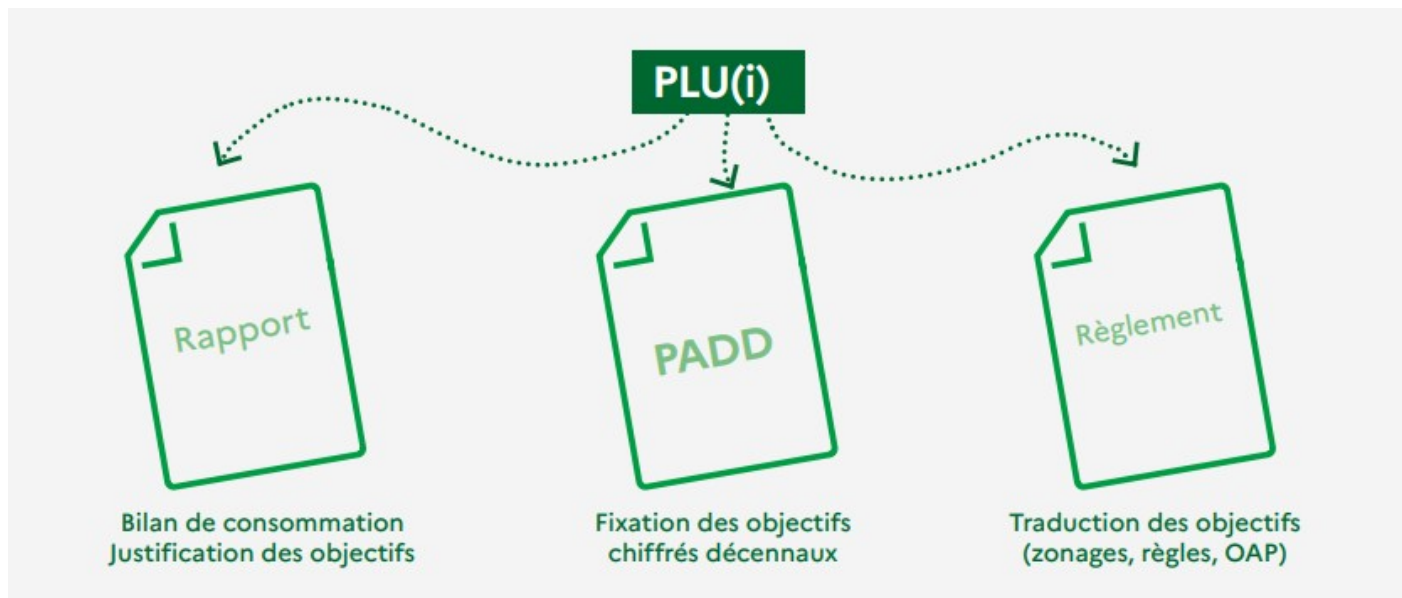 PLU(i)
Rapport
PADD
Règlement
Bilan de consommation
Justification des objectifs
Fixation des objectifs
chiffrés décennaux
Traduction des objectifs
(zonages, règles, OAP)